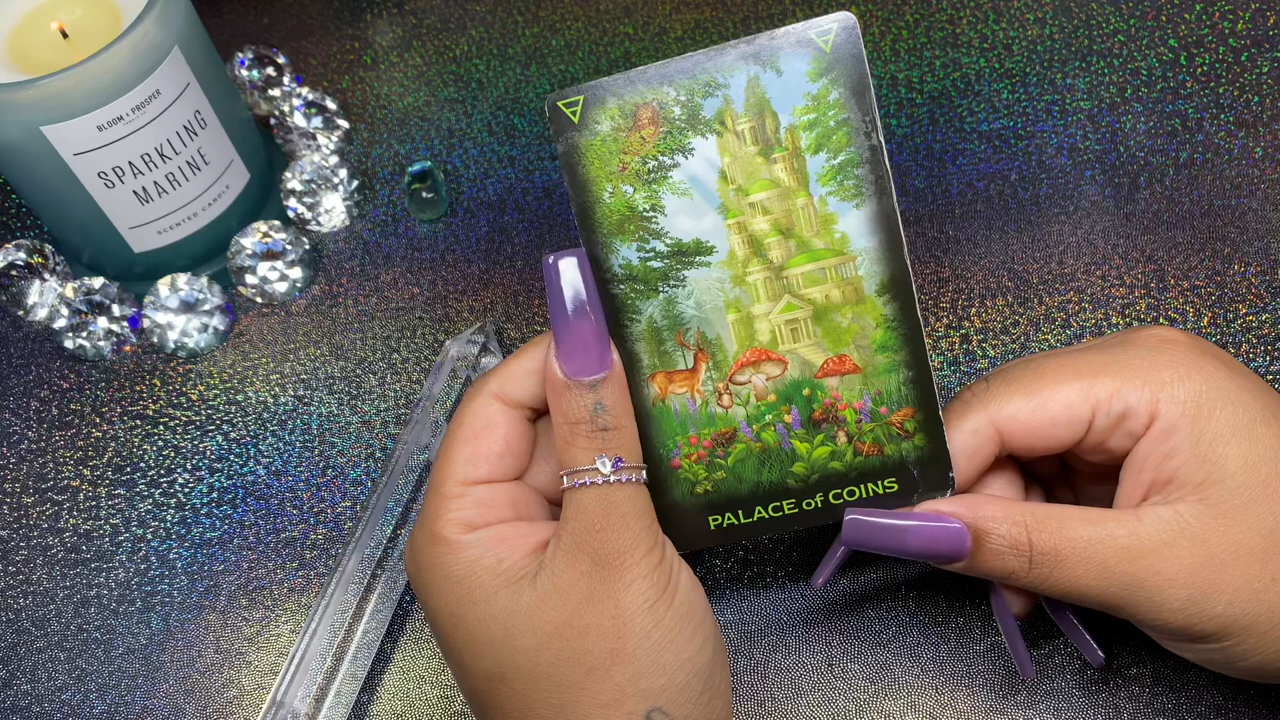 BLOOM & PROSPER
SPARKLING
MARINE
SCENTED CANDLE
PALACE of COINS